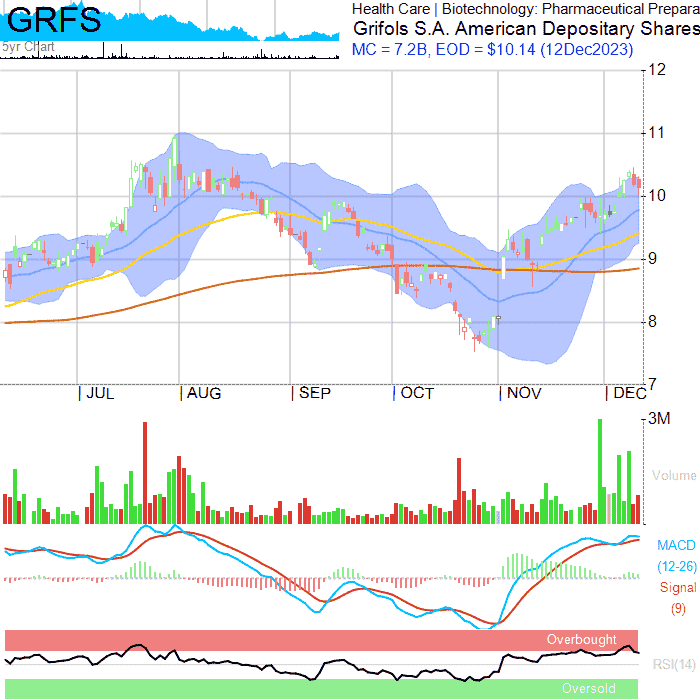 GRFS
5yr Chart
Health Care | Biotechnology: Pharmaceutical Prepara
Grifols S.A. American Depositary Shares
MC = 7.2B, EOD = $10.14 (12Dec2023)
12
11
10
9
8
7
| JUL | AUG | SEP | OCT | NOV | DEC
3M
Volume
MACD
(12-26)
Signal
(9)
Overbought
RSI(14)
Oversold